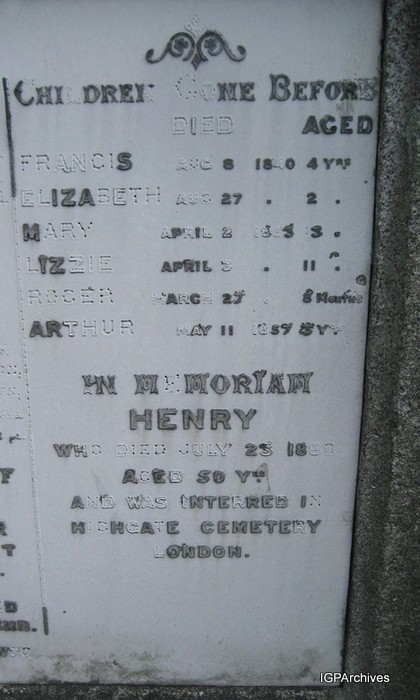 CHILDREN GONE BEFORE
DIED AGED
FRANCIS AUG 8 1840 4 Yrs
ELIZABETH AUG 27 " 2 "
MARY APRIL 2 3 "
LIZZIE APRIL 3 " 11 "
ROGER MARCH 27 " 8 Months
ARTHUR MAY 11 1857 Yrs
IN MEMORIAM
HENRY
WHO DIED JULY 23
AGED 50 Yrs
AND WAS INTERRED IN
HIGHGATE CEMETERY
LONDON.
IGPArchives